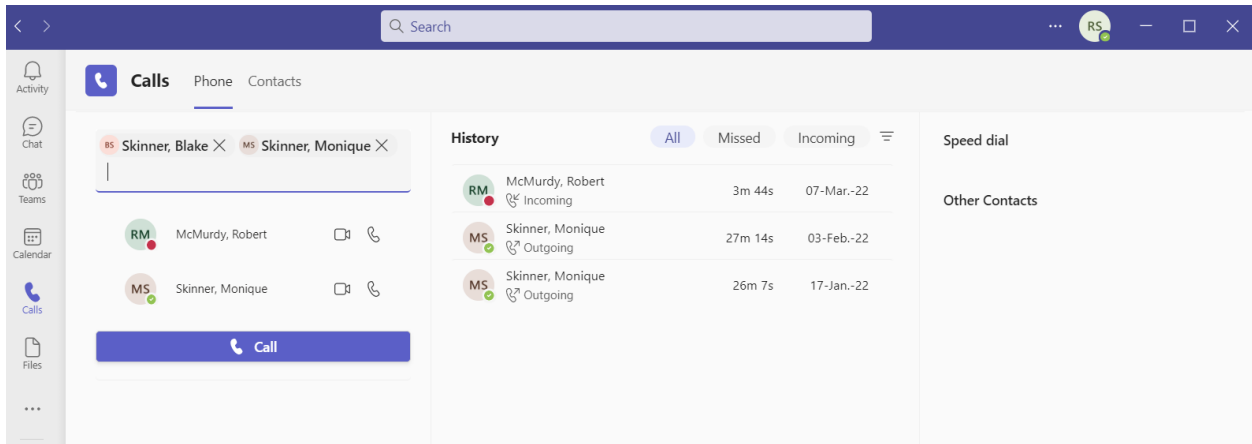 Search
RS
Activity
Chat
Teams
Calendar
Calls
Files
Calls Phone Contacts
BS Skinner, Blake MS Skinner, Monique
RM McMurdy, Robert
MS Skinner, Monique
Call
History All Missed Incoming
RM McMurdy, Robert 3m 44s 07-Mar.-22
Incoming
MS Skinner, Monique 27m 14s 03-Feb.-22
Outgoing
MS Skinner, Monique 26m 7s 17-Jan.-22
Outgoing
Speed dial
Other Contacts